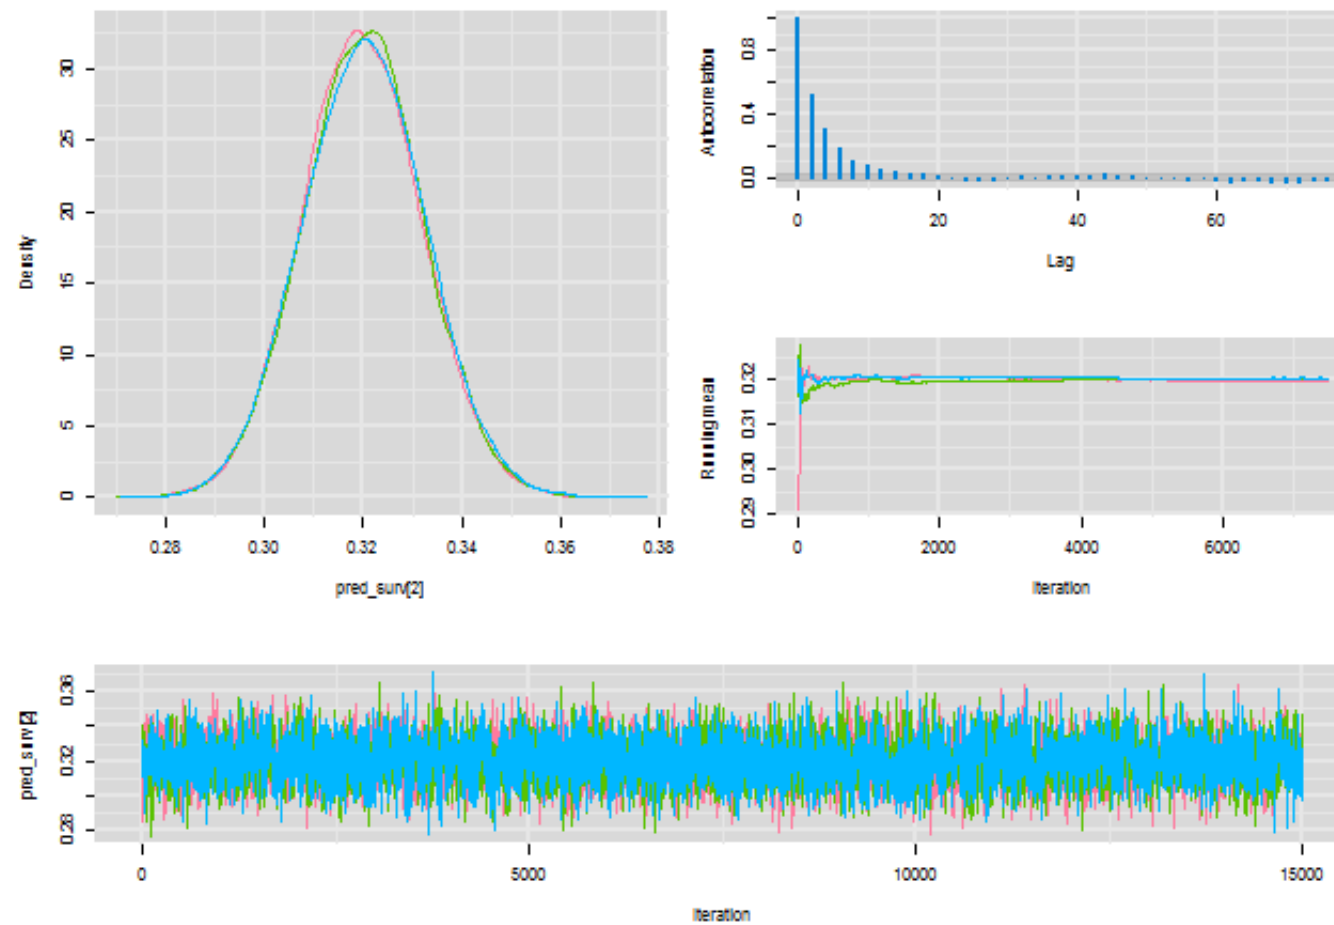 30
25
20
15
10
5
0
Density
0.28 0.30 0.32 0.34 0.36 0.38
pred_surv[2]
0.8
0.4
0.0
Autocorrelation
0 20 40 60
Lag
0.32
0.31
0.30
0.29
Running mean
0 2000 4000 6000
Iteration
0.36
0.32
0.28
pred_surv[2]
0 5000 10000 15000
Iteration